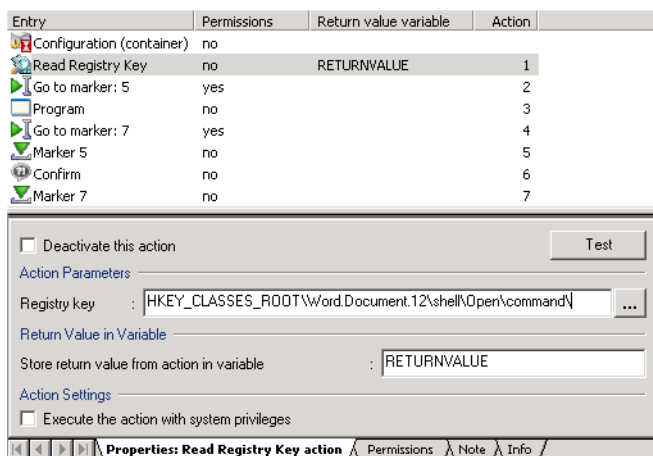 Entry Permissions Return value variable Action
Configuration (container) no
Read Registry Key no RETURNVALUE 1
Go to marker: 5 yes 2
Program no 3
Go to marker: 7 yes 4
Marker 5 no 5
Confirm no 6
Marker 7 no 7
Deactivate this action Test
Action Parameters
Registry key : HKEY_CLASSES_ROOT\Word.Document.12\shell\Open\command\ ...
Return Value in Variable
Store return value from action in variable : RETURNVALUE
Action Settings
Execute the action with system privileges
Properties: Read Registry Key action Permissions Note Info